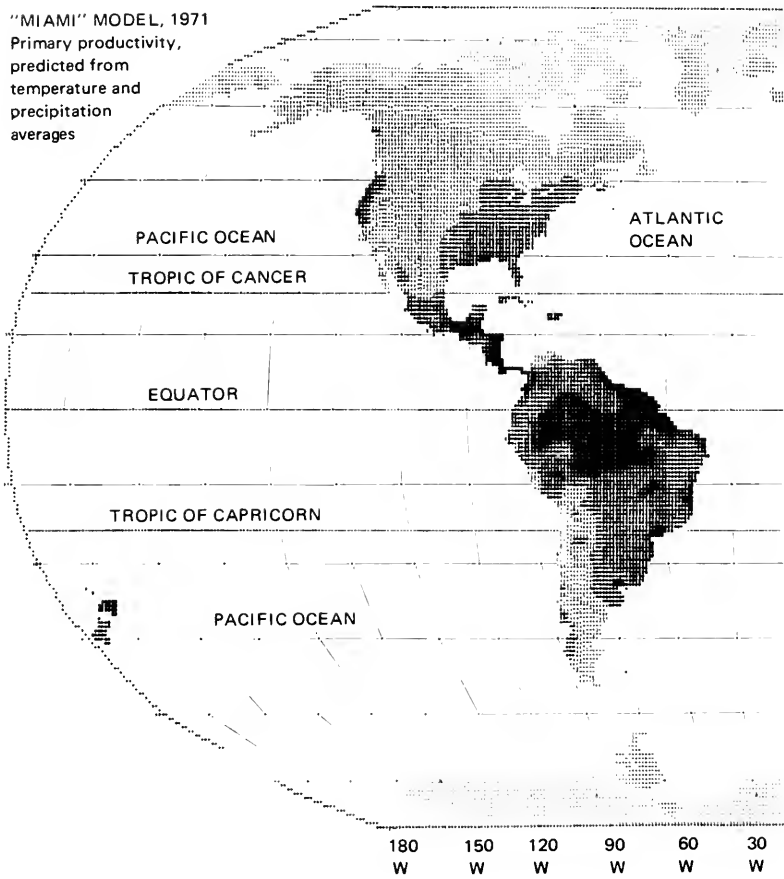 "MIAMI" MODEL, 1971
Primary productivity,
predicted from
temperature and
precipitation
averages
ATLANTIC
OCEAN
PACIFIC OCEAN
TROPIC OF CANCER
EQUATOR
TROPIC OF CAPRICORN
PACIFIC OCEAN
180 150 120 90 60 30
W W W W W W